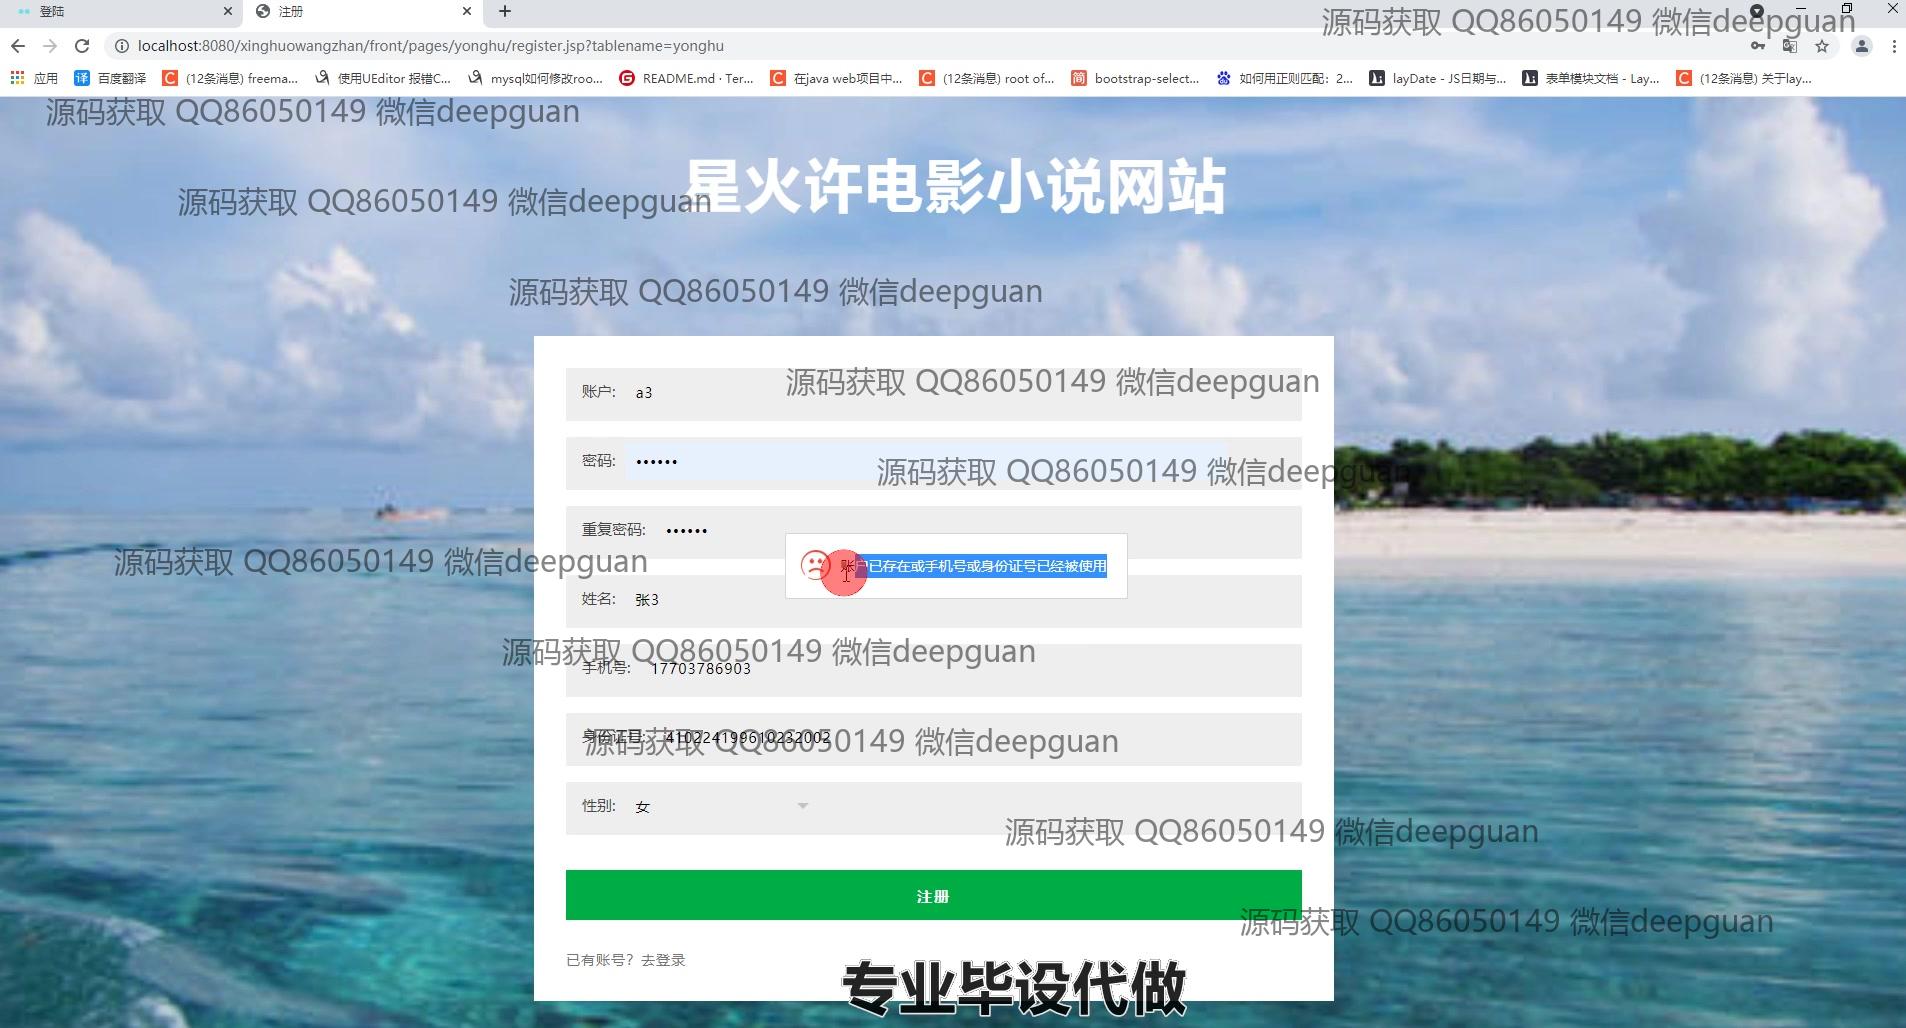 登陆
注册
源码获取 QQ86050149 微信deepguan
localhost:8080/xinghuowangzhan/front/pages/yonghu/register.jsp?tablename=yonghu
应用 百度翻译 (12条消息) freema... 使用UEditor 报错C... mysql如何修改roo... README.md · Ter... 在java web项目中... (12条消息) root of... bootstrap-select... 如何用正则匹配：2... layDate - JS日期与... 表单模块文档 - Lay... (12条消息) 关于lay...
源码获取 QQ86050149 微信deepguan
星火许电影小说网站
源码获取 QQ86050149 微信deepguan
源码获取 QQ86050149 微信deepguan
账户: a3
源码获取 QQ86050149 微信deepguan
密码: ••••••
源码获取 QQ86050149 微信deepguan
重复密码: ••••••
源码获取 QQ86050149 微信deepguan
账户已存在或手机号或身份证号已经被使用
姓名: 张3
源码获取 QQ86050149 微信deepguan
手机号: 17703786903
身份证号: 410224199610232002
源码获取 QQ86050149 微信deepguan
性别: 女
源码获取 QQ86050149 微信deepguan
注册
源码获取 QQ86050149 微信deepguan
已有账号？去登录
专业毕设代做